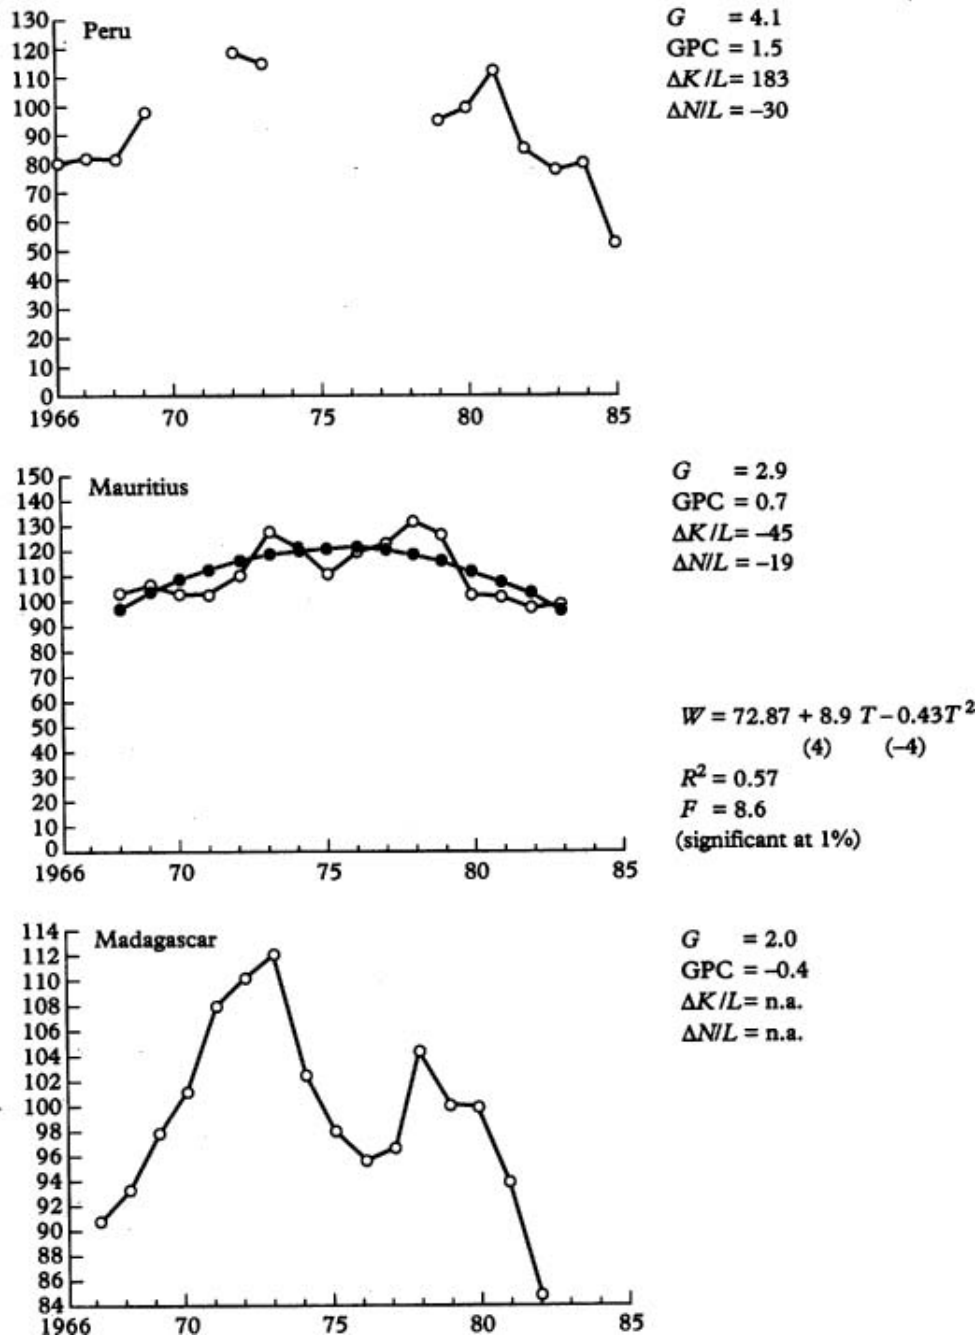 Peru
130
120
110
100
90
80
70
60
50
40
30
20
10
0
1966 70 75 80 85
G = 4.1
GPC = 1.5
ΔK/L= 183
ΔN/L = –30
Mauritius
150
140
130
120
110
100
90
80
70
60
50
40
30
20
10
0
1966 70 75 80 85
G = 2.9
GPC = 0.7
ΔK/L= –45
ΔN/L = –19
W = 72.87 + 8.9 T – 0.43T²
(4) (–4)
R² = 0.57
F = 8.6
(significant at 1%)
Madagascar
114
112
110
108
106
104
102
100
98
96
94
92
90
88
86
84
1966 70 75 80 85
G = 2.0
GPC = –0.4
ΔK/L= n.a.
ΔN/L = n.a.